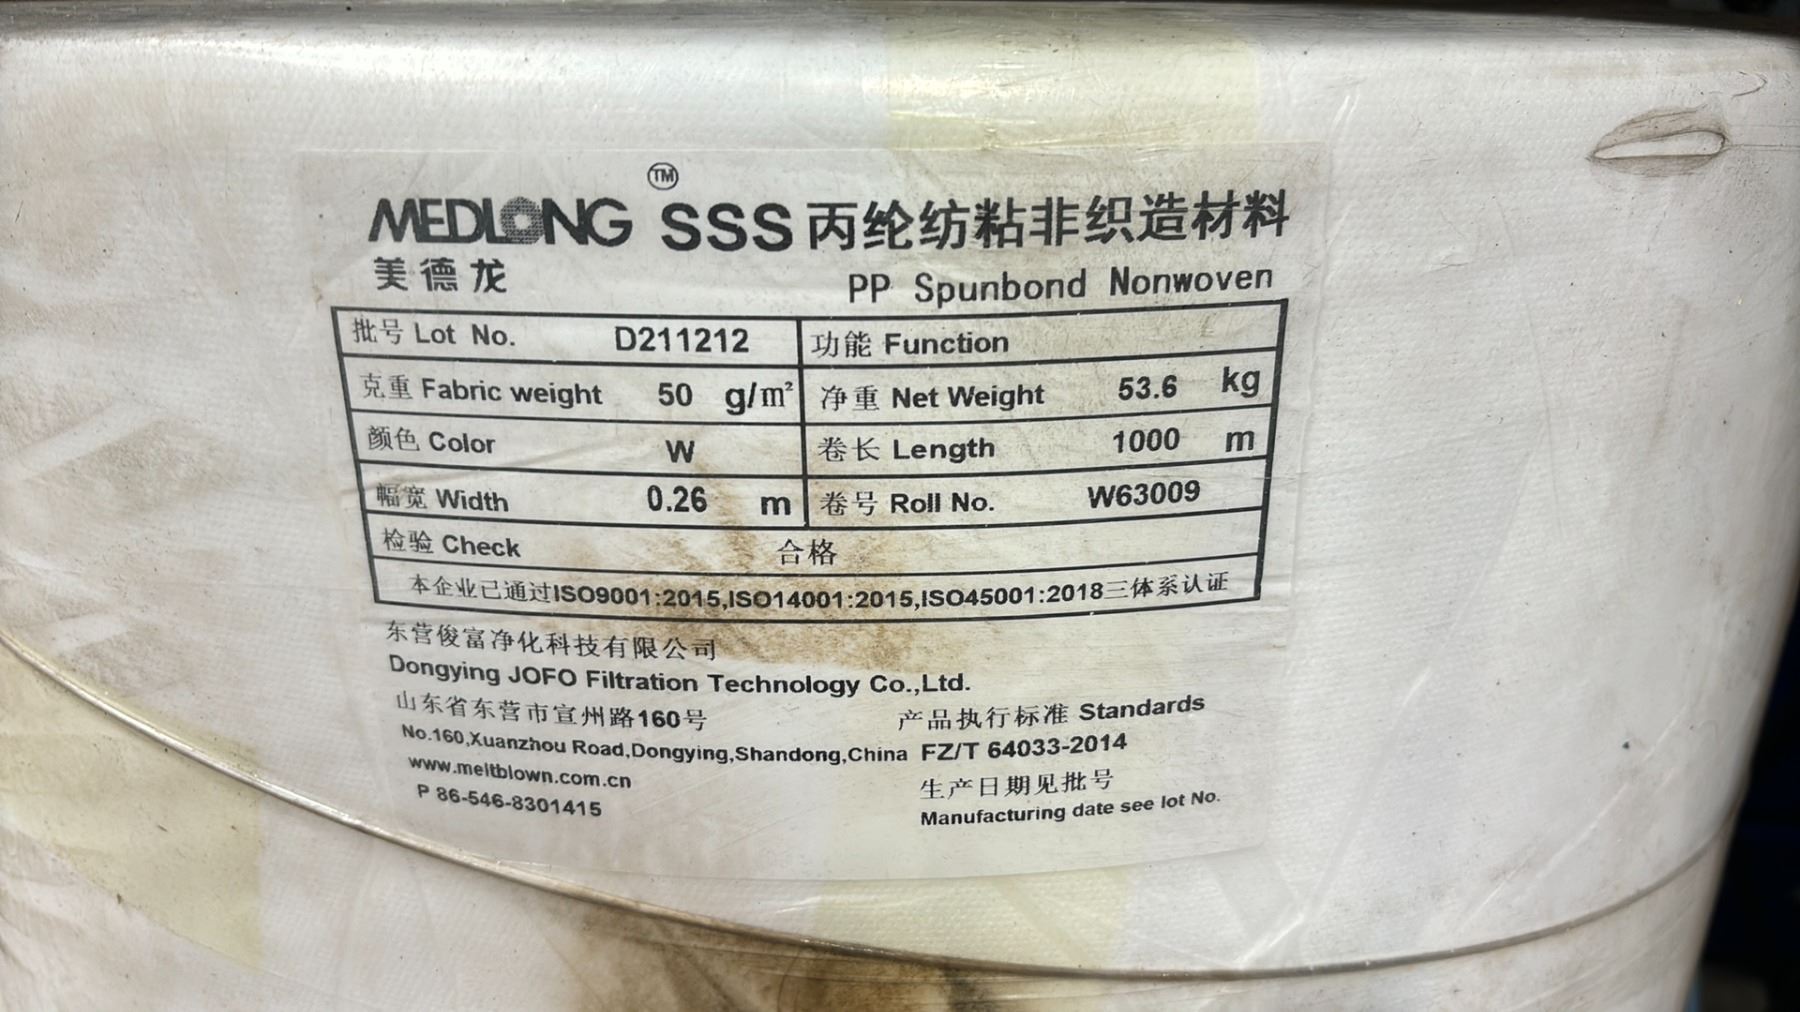 TM
MEDLONG SSS 丙纶纺粘非织造材料
美德龙 PP Spunbond Nonwoven
批号 Lot No. D211212 功能 Function
克重 Fabric weight 50 g/m² 净重 Net Weight 53.6 kg
颜色 Color W 卷长 Length 1000 m
幅宽 Width 0.26 m 卷号 Roll No. W63009
检验 Check 合格
本企业已通过ISO9001:2015,ISO14001:2015,ISO45001:2018三体系认证
东营俊富净化科技有限公司
Dongying JOFO Filtration Technology Co.,Ltd.
山东省东营市宣州路160号 产品执行标准 Standards
No.160,Xuanzhou Road,Dongying,Shandong,China FZ/T 64033-2014
www.meltblown.com.cn 生产日期见批号
P 86-546-8301415 Manufacturing date see lot No.